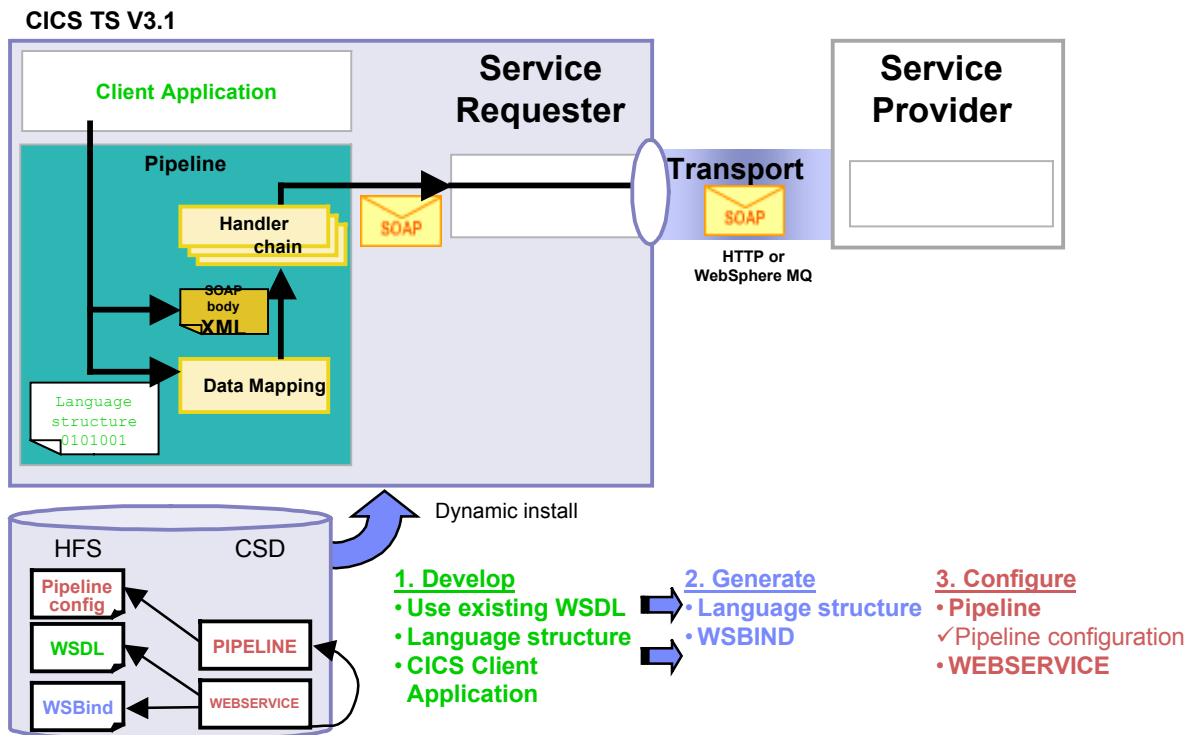 CICS TS V3.1
Client Application
Service
Requester
Service
Provider
Pipeline
Handler
chain
SOAP
Transport
SOAP
HTTP or
WebSphere MQ
SOAP
body
XML
Data Mapping
Language
structure
0101001
Dynamic install
HFS
CSD
Pipeline
config
WSDL
WSBind
PIPELINE
WEBSERVICE
1. Develop
• Use existing WSDL
• Language structure
• CICS Client
Application
2. Generate
• Language structure
• WSBIND
3. Configure
• Pipeline
✓Pipeline configuration
• WEBSERVICE